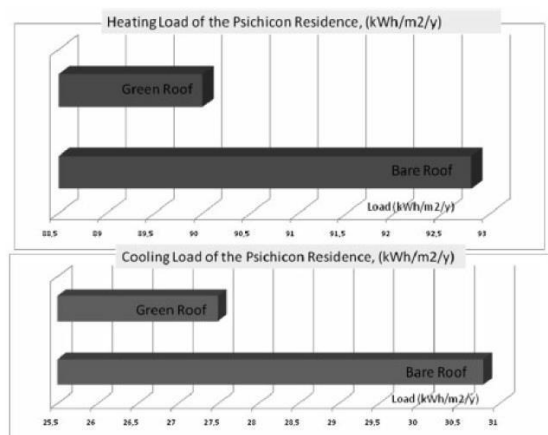 Heating Load of the Psichicon Residence, (kWh/m2/y)
Green Roof
Bare Roof
Load (kWh/m2/y)
88,5 89 89,5 90 90,5 91 91,5 92 92,5 93
Cooling Load of the Psichicon Residence, (kWh/m2/y)
Green Roof
Bare Roof
Load (kWh/m2/y)
25,5 26 26,5 27 27,5 28 28,5 29 29,5 30 30,5 31